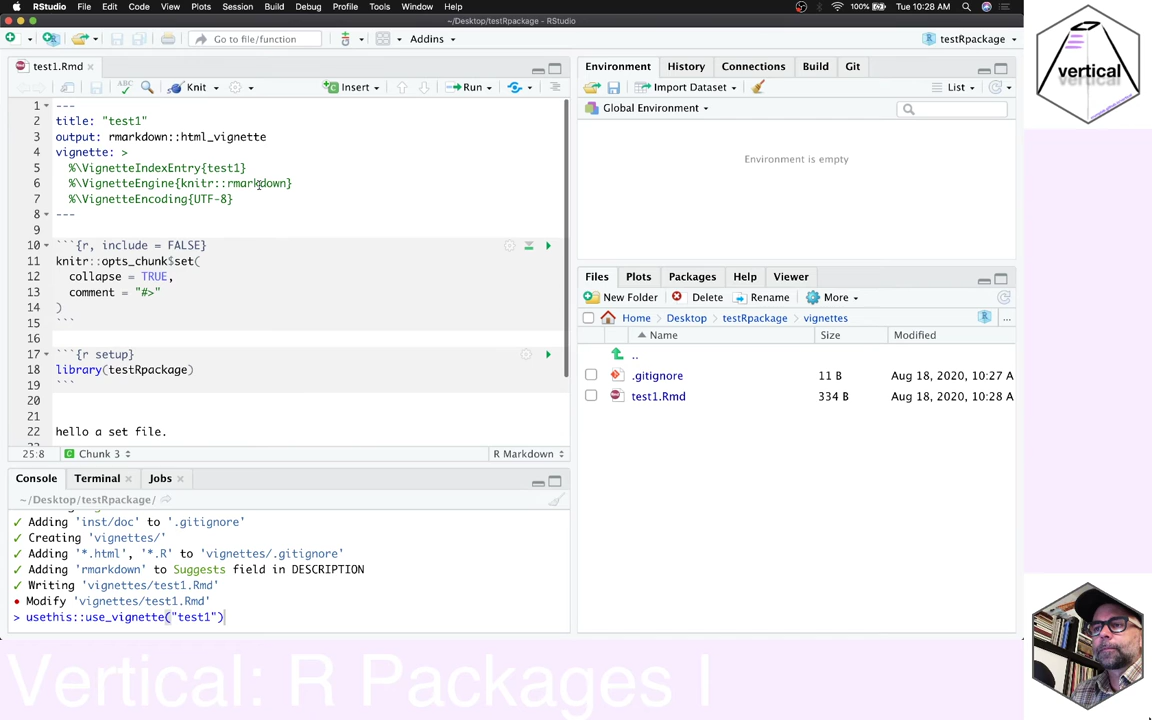 RStudio File Edit Code View Plots Session Build Debug Profile Tools Window Help 100% Tue 10:28 AM
~/Desktop/testRpackage - RStudio
Go to file/function Addins testRpackage
test1.Rmd
ABC Knit Insert Run
1 ---
2 title: "test1"
3 output: rmarkdown::html_vignette
4 vignette: >
5 %\VignetteIndexEntry{test1}
6 %\VignetteEngine{knitr::rmarkdown}
7 %\VignetteEncoding{UTF-8}
8 ---
9
10 ```{r, include = FALSE}
11 knitr::opts_chunk$set(
12 collapse = TRUE,
13 comment = "#>"
14 )
15 ```
16
17 ```{r setup}
18 library(testRpackage)
19 ```
20
21
22 hello a set file.
25:8 Chunk 3 R Markdown
Console Terminal Jobs
~/Desktop/testRpackage/
✓ Adding 'inst/doc' to '.gitignore'
✓ Creating 'vignettes/'
✓ Adding '*.html', '*.R' to 'vignettes/.gitignore'
✓ Adding 'rmarkdown' to Suggests field in DESCRIPTION
✓ Writing 'vignettes/test1.Rmd'
• Modify 'vignettes/test1.Rmd'
> usethis::use_vignette("test1")
Environment History Connections Build Git
Import Dataset List
Global Environment
Environment is empty
Files Plots Packages Help Viewer
New Folder Delete Rename More
Home Desktop testRpackage vignettes ...
Name Size Modified
..
.gitignore 11 B Aug 18, 2020, 10:27 A
test1.Rmd 334 B Aug 18, 2020, 10:28 A
vertical
Vertical: R Packages I